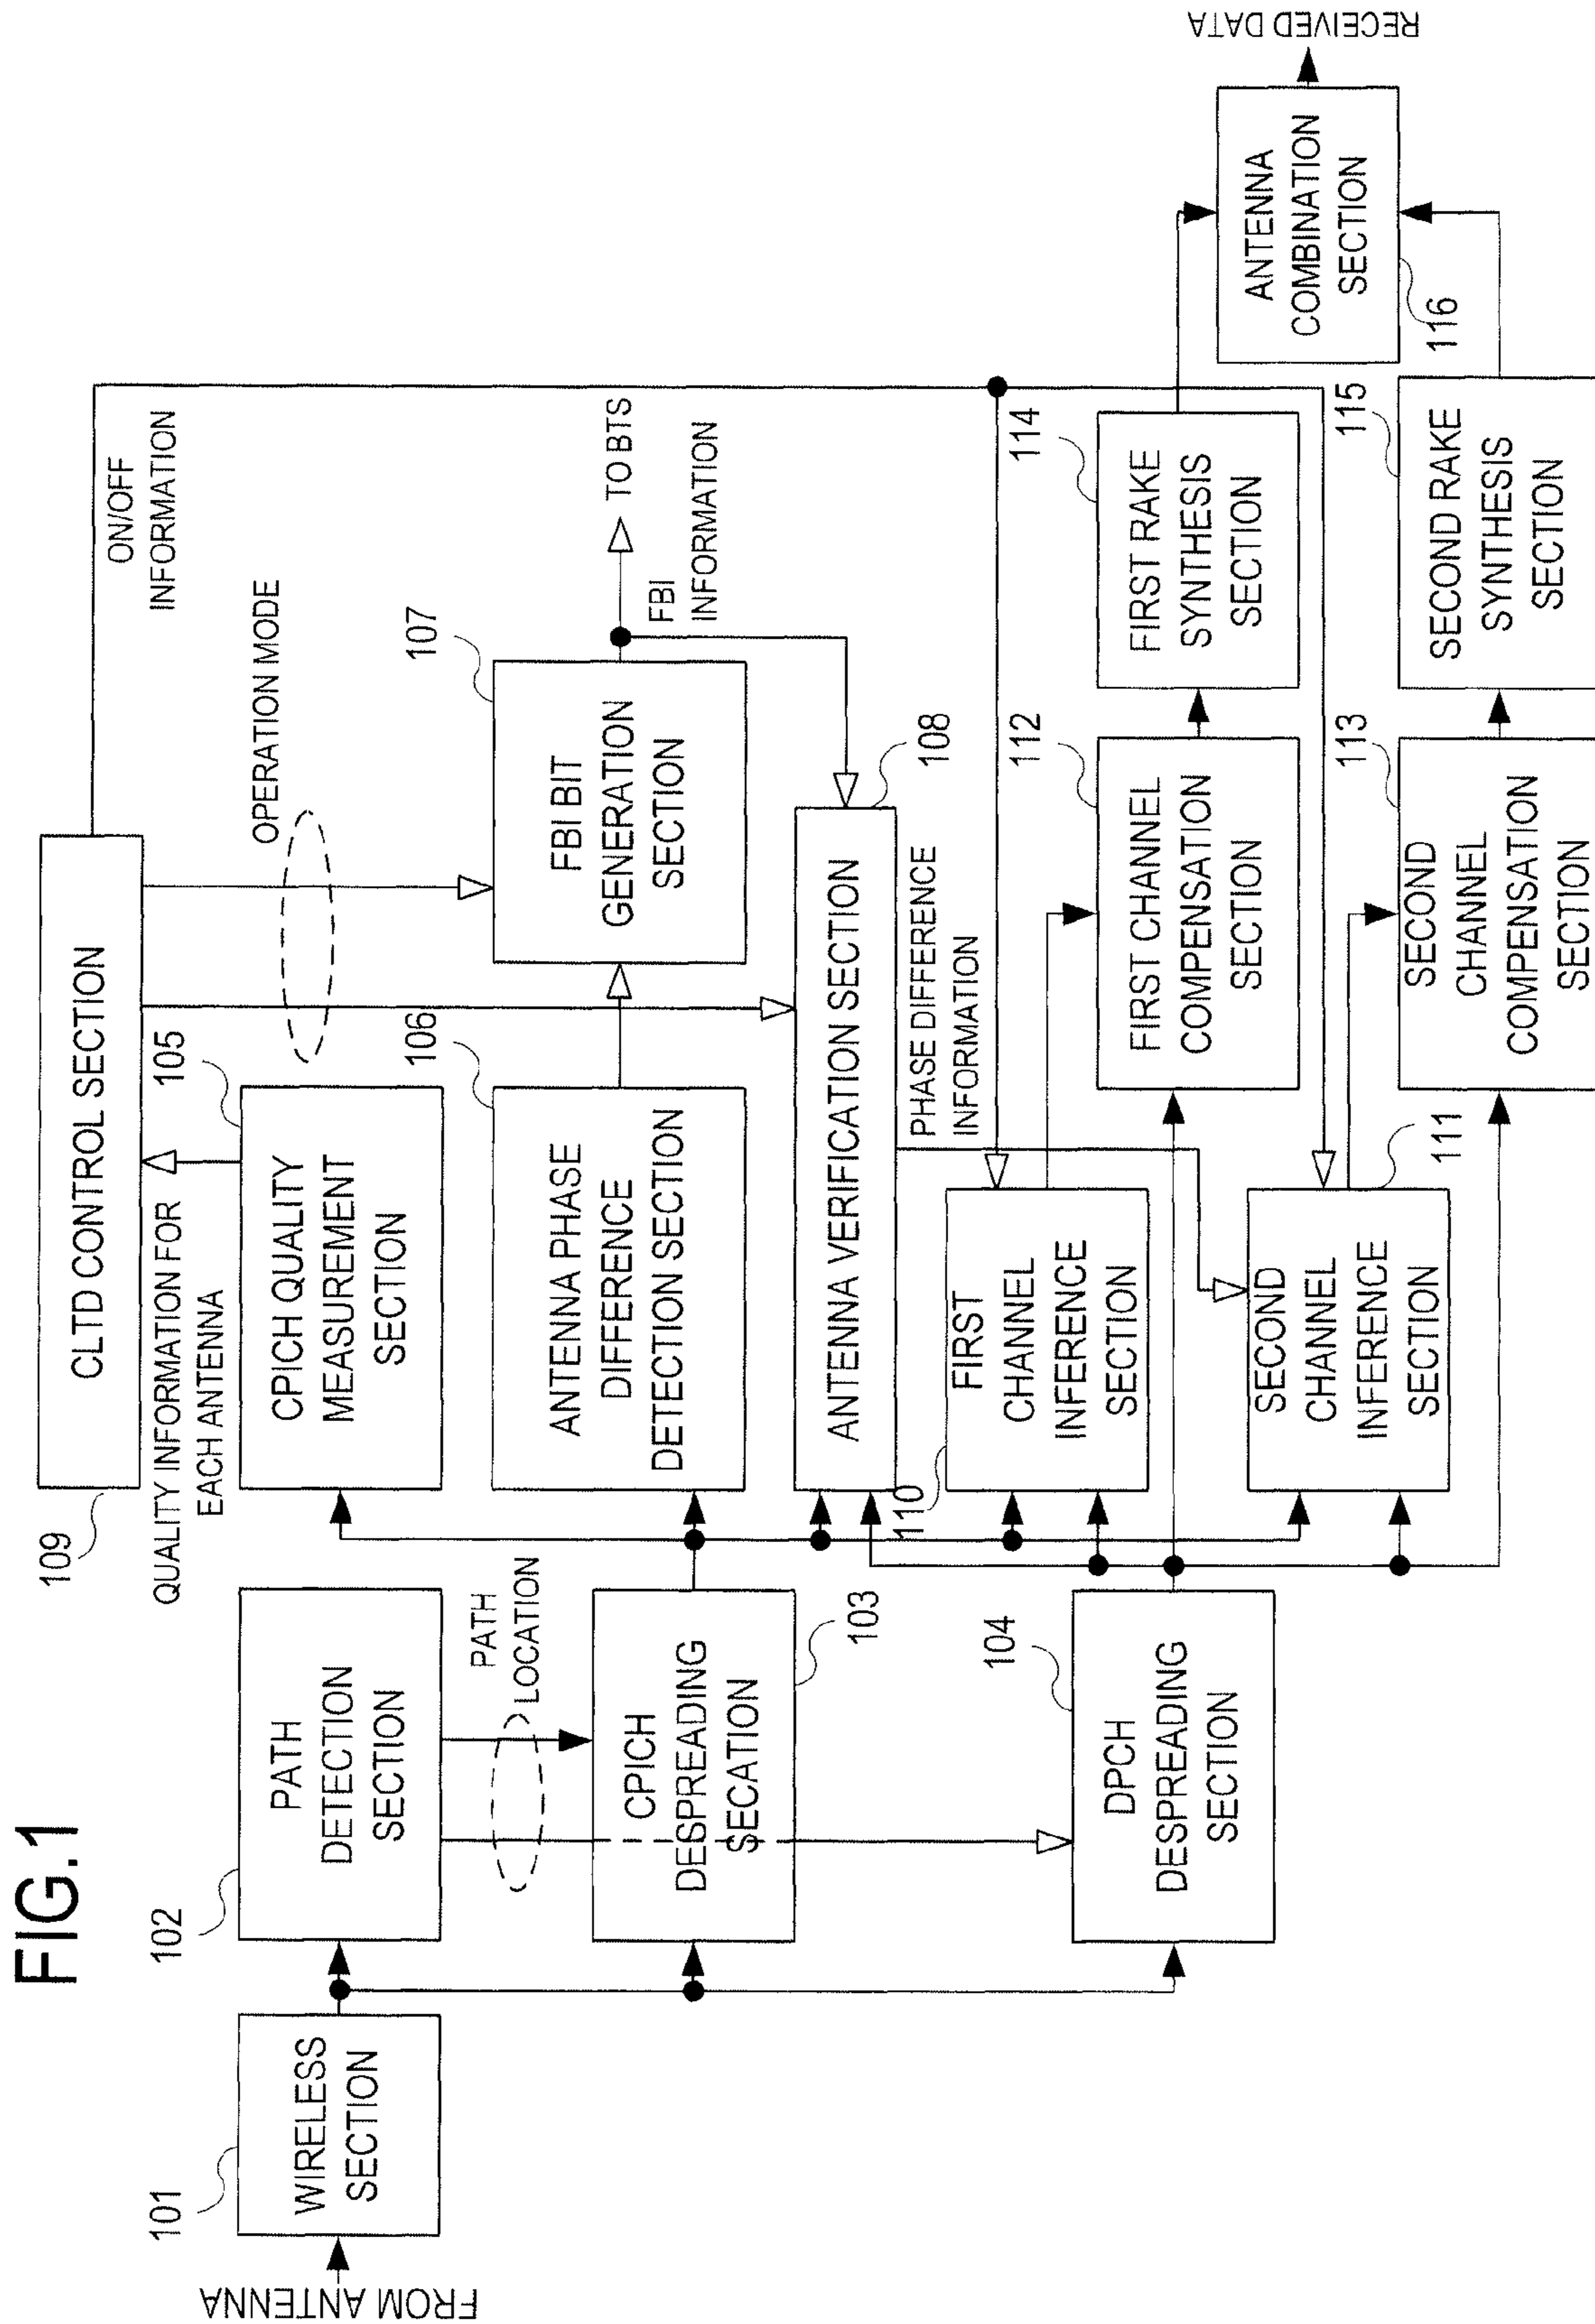 FIG.1
FROM ANTENNA
101
WIRELESS
SECTION
102
PATH
DETECTION
SECTION
PATH
LOCATION
CPICH
DESPREADING
SECATION
103
104
DPCH
DESPREADING
SECTION
109
CLTD CONTROL SECTION
QUALITY INFORMATION FOR
EACH ANTENNA
105
CPICH QUALITY
MEASUREMENT
SECTION
106
ANTENNA PHASE
DIFFERENCE
DETECTION SECTION
OPERATION MODE
ON/OFF
INFORMATION
107
FBI BIT
GENERATION
SECTION
TO BTS
FBI
INFORMATION
108
ANTENNA VERIFICATION SECTION
PHASE DIFFERENCE
INFORMATION
110
FIRST
CHANNEL
INFERENCE
SECTION
111
SECOND
CHANNEL
INFERENCE
SECTION
112
FIRST CHANNEL
COMPENSATION
SECTION
113
SECOND
CHANNEL
COMPENSATION
SECTION
114
FIRST RAKE
SYNTHESIS
SECTION
115
SECOND RAKE
SYNTHESIS
SECTION
ANTENNA
COMBINATION
SECTION
116
RECEIVED DATA